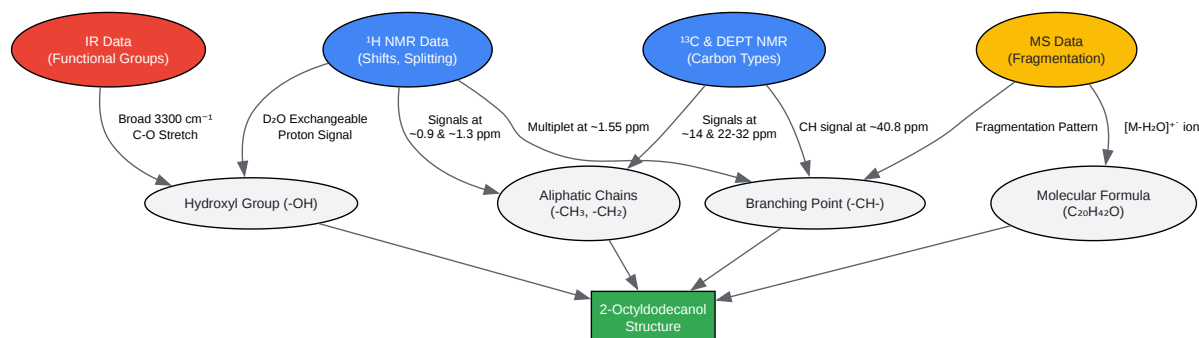 IR Data
(Functional Groups)
¹H NMR Data
(Shifts, Splitting)
¹³C & DEPT NMR
(Carbon Types)
MS Data
(Fragmentation)
Broad 3300 cm⁻¹
C-O Stretch
D₂O Exchangeable
Proton Signal
Signals at
~0.9 & ~1.3 ppm
Multiplet at ~1.55 ppm
Signals at
~14 & 22-32 ppm
CH signal at ~40.8 ppm
Fragmentation Pattern
[M-H₂O]⁺˙ ion
Hydroxyl Group (-OH)
Aliphatic Chains
(-CH₃, -CH₂)
Branching Point (-CH-)
Molecular Formula
(C₂₀H₄₂O)
2-Octyldodecanol
Structure